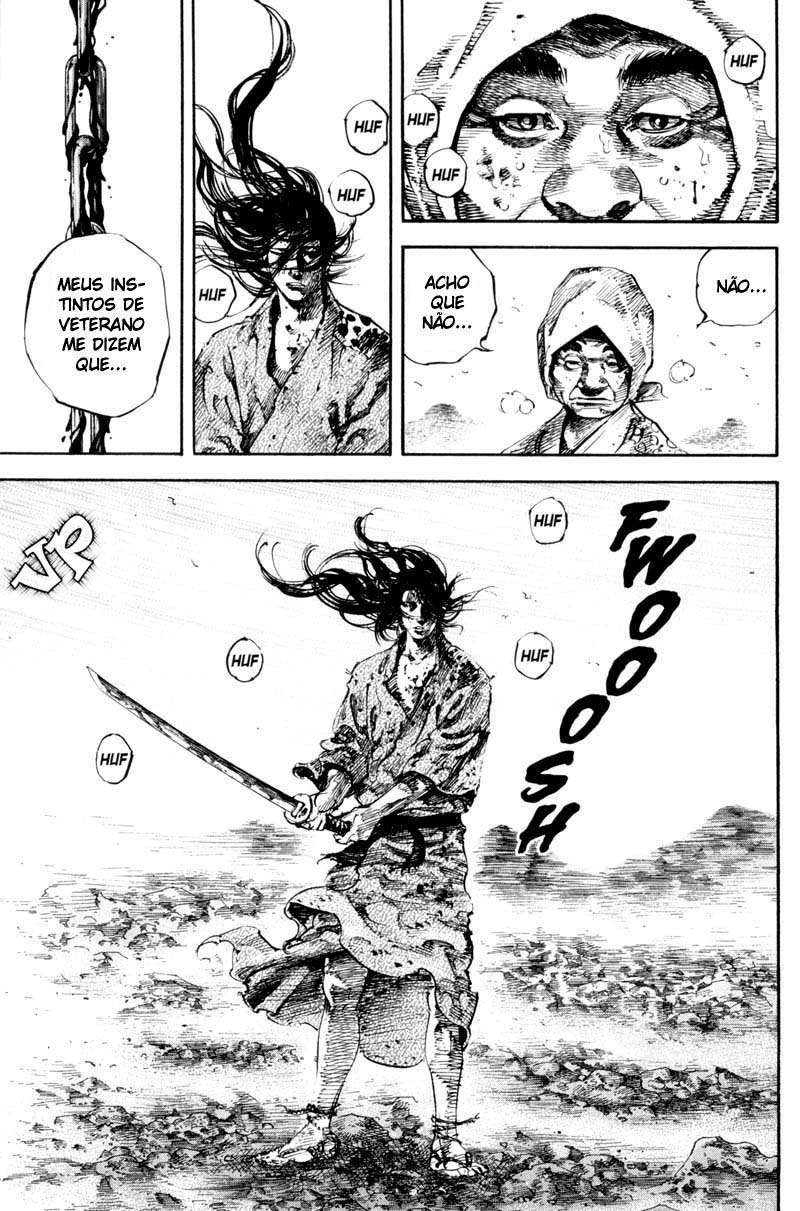 HUF
HUF
HUF
NÃO...
ACHO
QUE
NÃO...
HUF
HUF
HUF
MEUS INS-
TINTOS DE
VETERANO
ME DIZEM
QUE...
FWOOOSH
HUF
HUF
HUF
HUF
VP